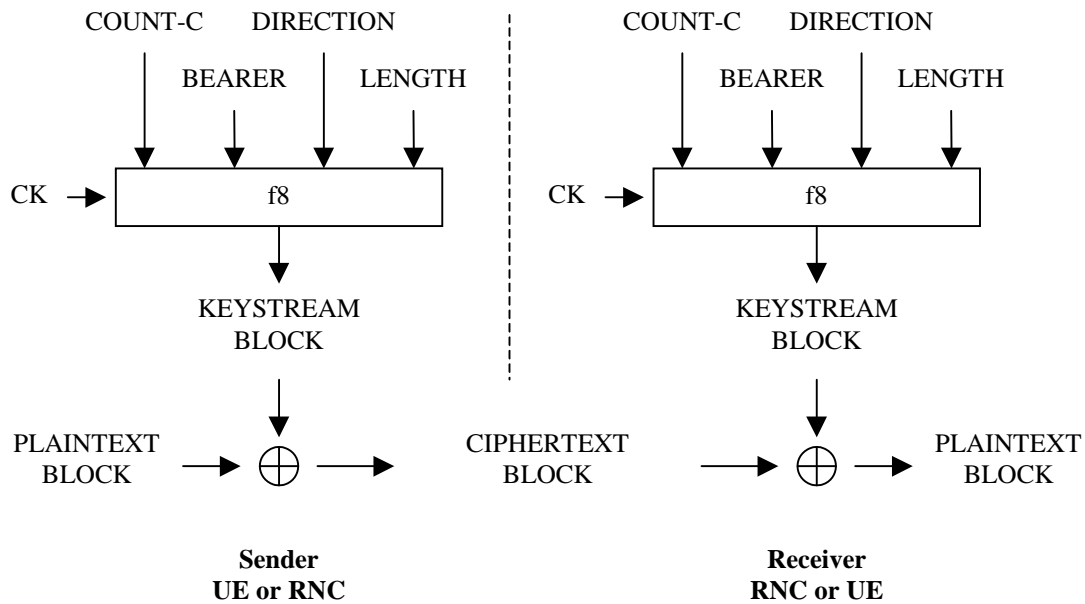 COUNT-C DIRECTION
BEARER LENGTH
CK
f8
KEYSTREAM
BLOCK
PLAINTEXT
BLOCK
Sender
UE or RNC
CIPHERTEXT
BLOCK
COUNT-C DIRECTION
BEARER LENGTH
CK
f8
KEYSTREAM
BLOCK
PLAINTEXT
BLOCK
Receiver
RNC or UE